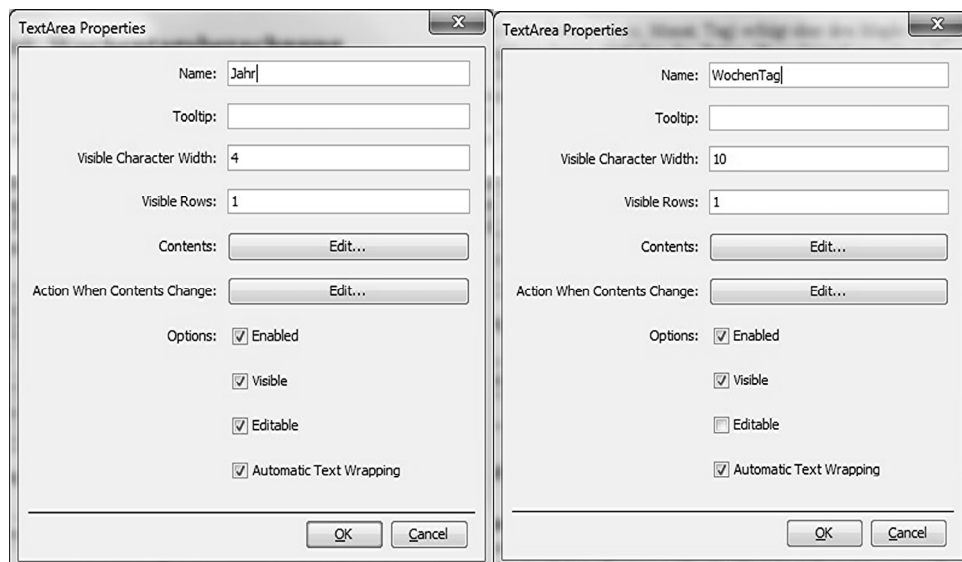 TextArea Properties
Name: Jahr
Tooltip:
Visible Character Width: 4
Visible Rows: 1
Contents: Edit...
Action When Contents Change: Edit...
Options: Enabled
Visible
Editable
Automatic Text Wrapping
OK Cancel
TextArea Properties
Name: WochenTag
Tooltip:
Visible Character Width: 10
Visible Rows: 1
Contents: Edit...
Action When Contents Change: Edit...
Options: Enabled
Visible
Editable
Automatic Text Wrapping
OK Cancel